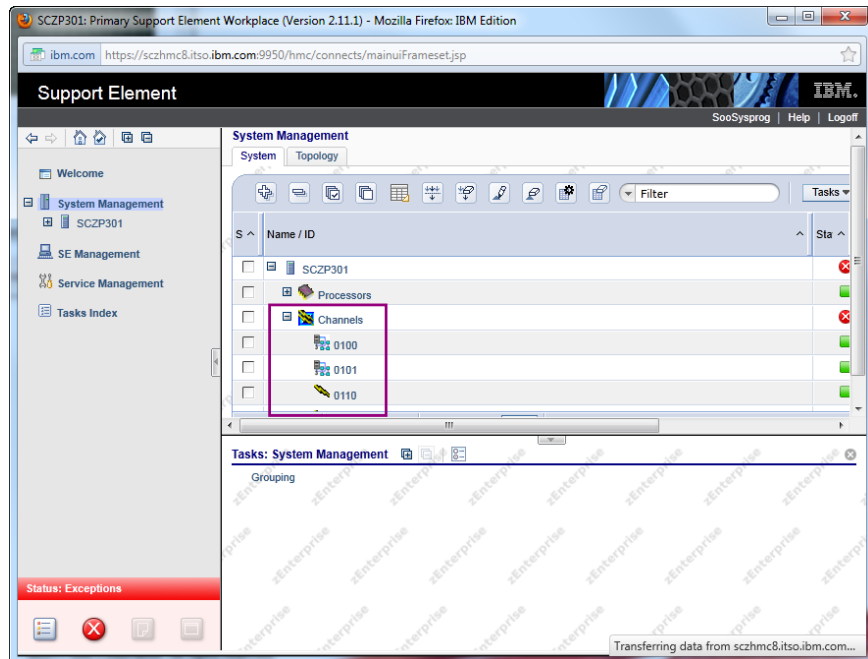 SCZP301: Primary Support Element Workplace (Version 2.11.1) - Mozilla Firefox: IBM Edition
ibm.com https://sczhmc8.itso.ibm.com:9950/hmc/connects/mainuiFrameset.jsp
Support Element
IBM.
SooSysprog | Help | Logoff
Welcome
System Management
SCZP301
SE Management
Service Management
Tasks Index
Status: Exceptions
System Management
System Topology
Filter Tasks
S Name / ID Sta
SCZP301
Processors
Channels
0100
0101
0110
Tasks: System Management
Grouping
zEnterprise
Transferring data from sczhmc8.itso.ibm.com...